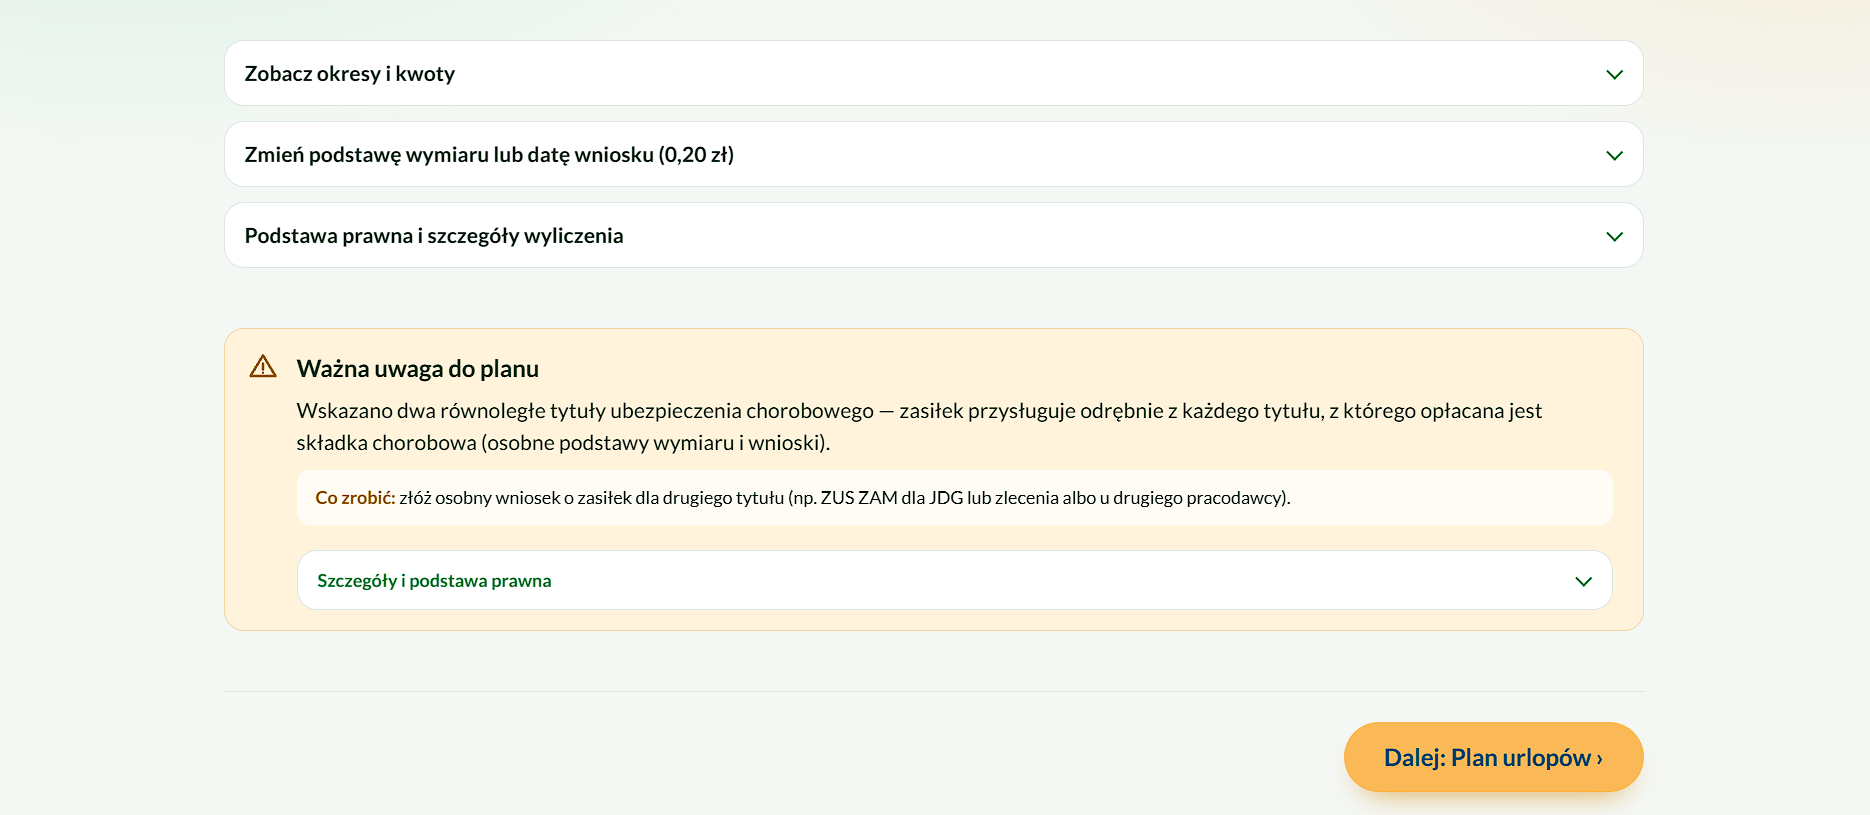 Zobacz okresy i kwoty
Zmień podstawę wymiaru lub datę wniosku (0,20 zł)
Podstawa prawna i szczegóły wyliczenia
Ważna uwaga do planu
Wskazano dwa równoległe tytuły ubezpieczenia chorobowego — zasiłek przysługuje odrębnie z każdego tytułu, z którego opłacana jest
składka chorobowa (osobne podstawy wymiaru i wnioski).
Co zrobić: złóż osobny wniosek o zasiłek dla drugiego tytułu (np. ZUS ZAM dla JDG lub zlecenia albo u drugiego pracodawcy).
Szczegóły i podstawa prawna
Dalej: Plan urlopów ›